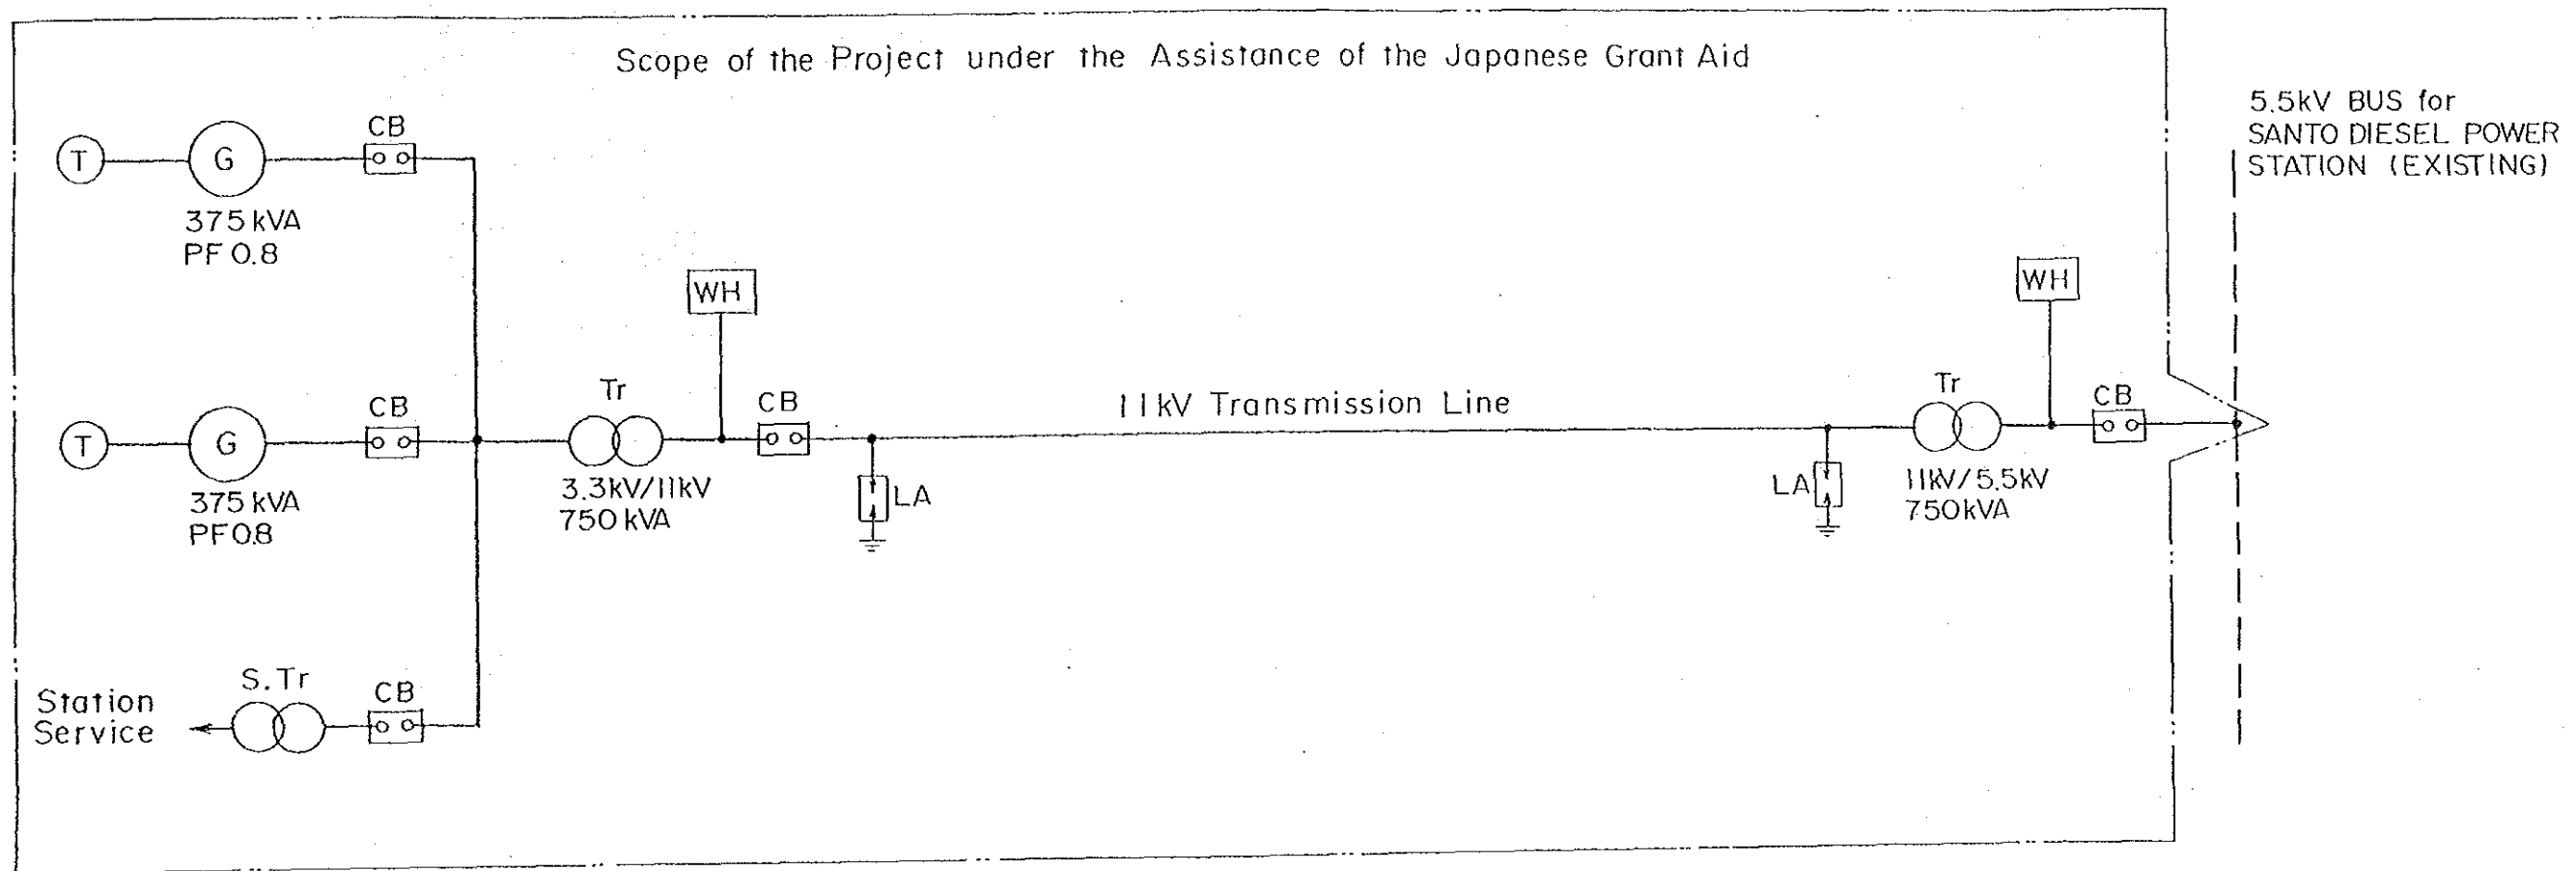 Scope of the Project under the Assistance of the Japanese Grant Aid
5.5kV BUS for
SANTO DIESEL POWER
STATION (EXISTING)
CB
T
G
375 kVA
PF 0.8
WH
WH
CB
T
G
375 kVA
PF 0.8
Tr
3.3kV/11kV
750 kVA
CB
LA
11kV Transmission Line
LA
Tr
11kV/5.5kV
750kVA
CB
Station
Service
S.Tr
CB